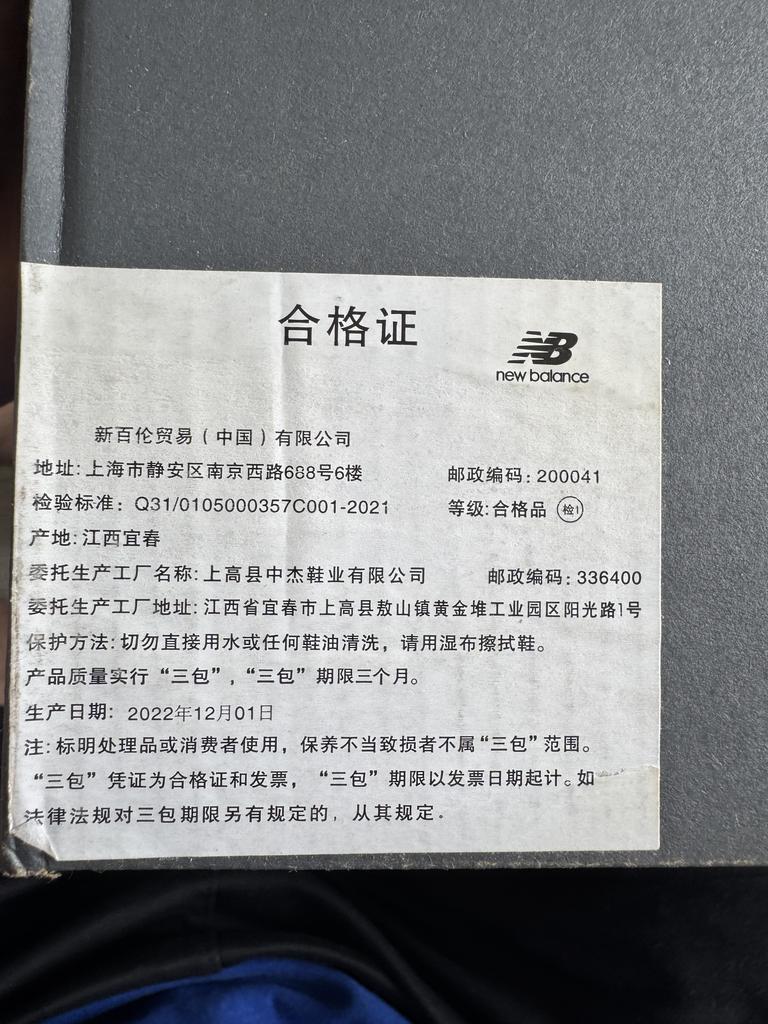 合格证
NB
new balance
新百伦贸易（中国）有限公司
地址:上海市静安区南京西路688号6楼 邮政编码:200041
检验标准: Q31/0105000357C001-2021 等级:合格品 检1
产地:江西宜春
委托生产工厂名称:上高县中杰鞋业有限公司 邮政编码:336400
委托生产工厂地址:江西省宜春市上高县敖山镇黄金堆工业园区阳光路1号
保护方法:切勿直接用水或任何鞋油清洗，请用湿布擦拭鞋。
产品质量实行“三包”，“三包”期限三个月。
生产日期: 2022年12月01日
注:标明处理品或消费者使用，保养不当致损者不属“三包”范围。
“三包”凭证为合格证和发票，“三包”期限以发票日期起计。如
法律法规对三包期限另有规定的，从其规定.